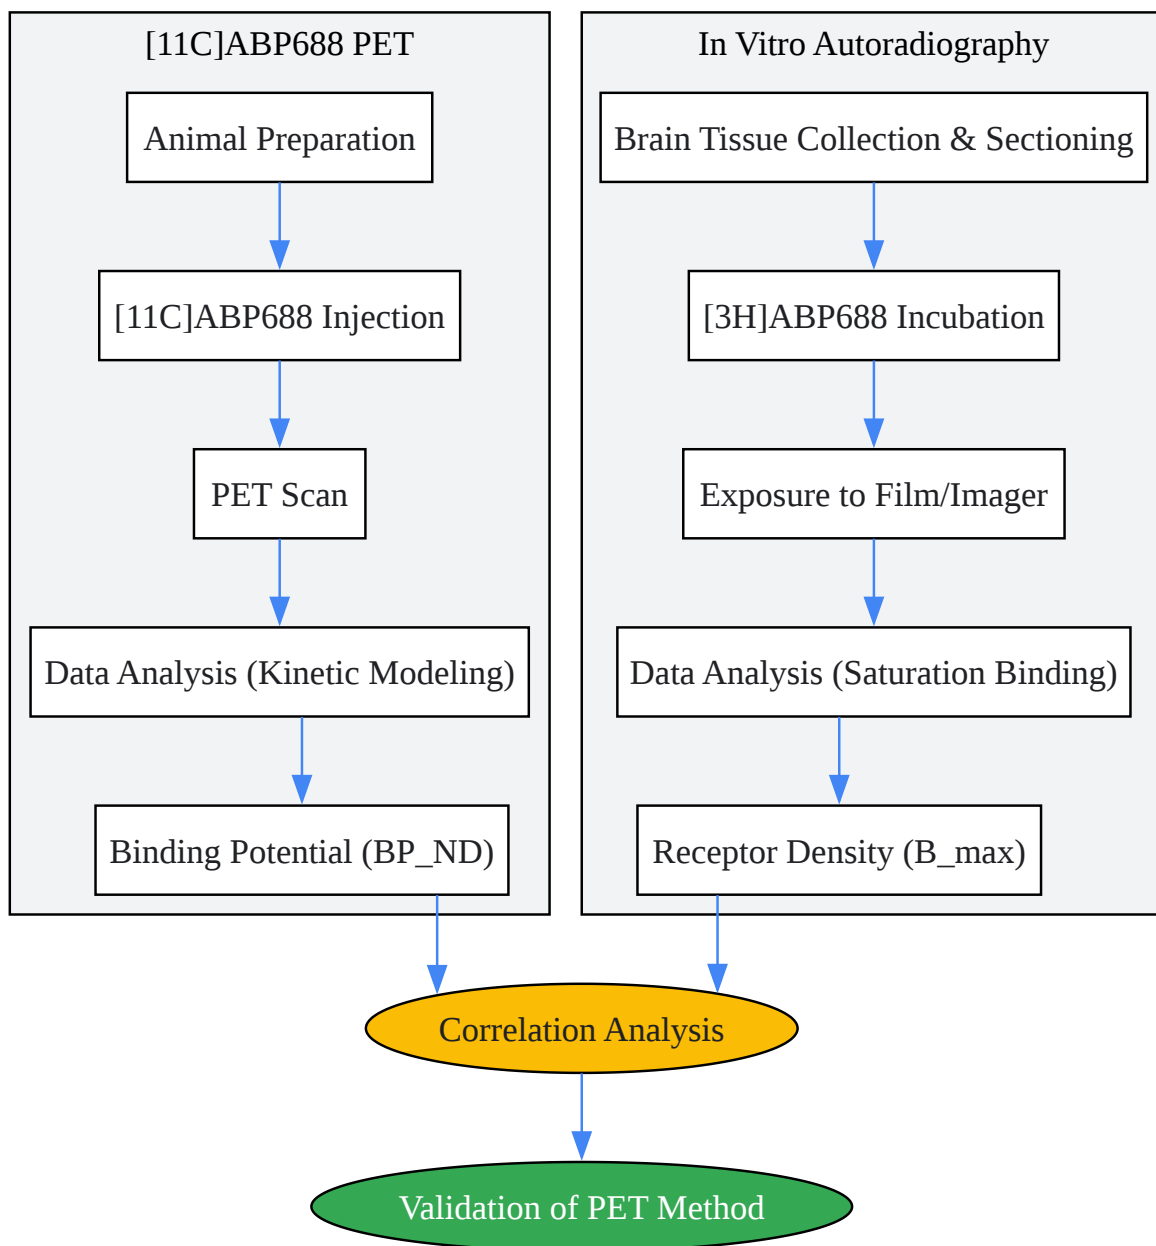 [11C]ABP688 PET
Animal Preparation
[11C]ABP688 Injection
PET Scan
Data Analysis (Kinetic Modeling)
Binding Potential (BP_ND)
In Vitro Autoradiography
Brain Tissue Collection & Sectioning
[3H]ABP688 Incubation
Exposure to Film/Imager
Data Analysis (Saturation Binding)
Receptor Density (B_max)
Correlation Analysis
Validation of PET Method